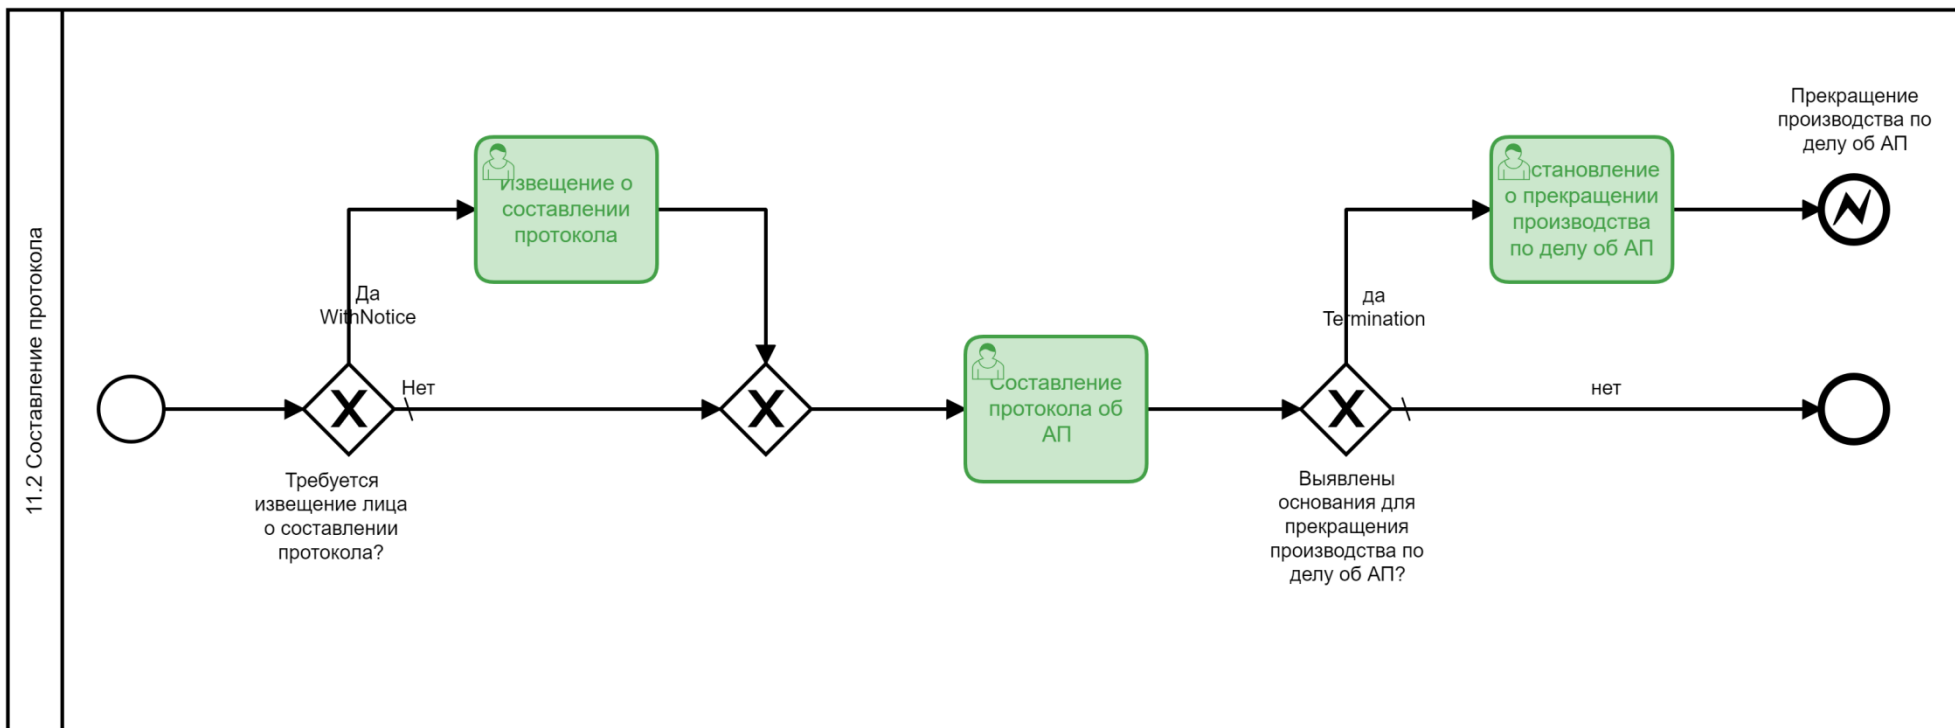 11.2 Составление протокола
Да
WithNotice
Нет
Требуется
извещение лица
о составлении
протокола?
Извещение о
составлении
протокола
Составление
протокола об
АП
да
Termination
нет
Выявлены
основания для
прекращения
производства по
делу об АП?
становление
о прекращении
производства
по делу об АП
Прекращение
производства по
делу об АП